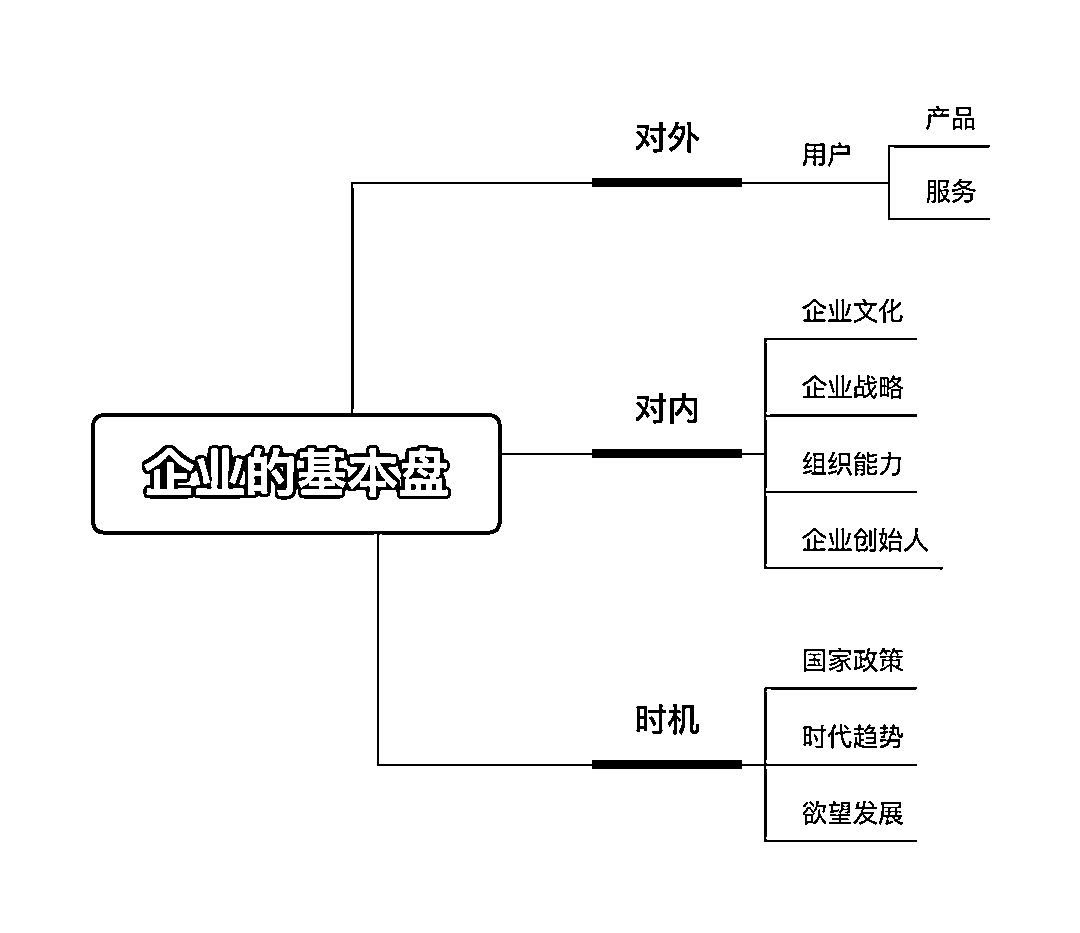 企业的基本盘
对外
用户
产品
服务
对内
企业文化
企业战略
组织能力
企业创始人
时机
国家政策
时代趋势
欲望发展